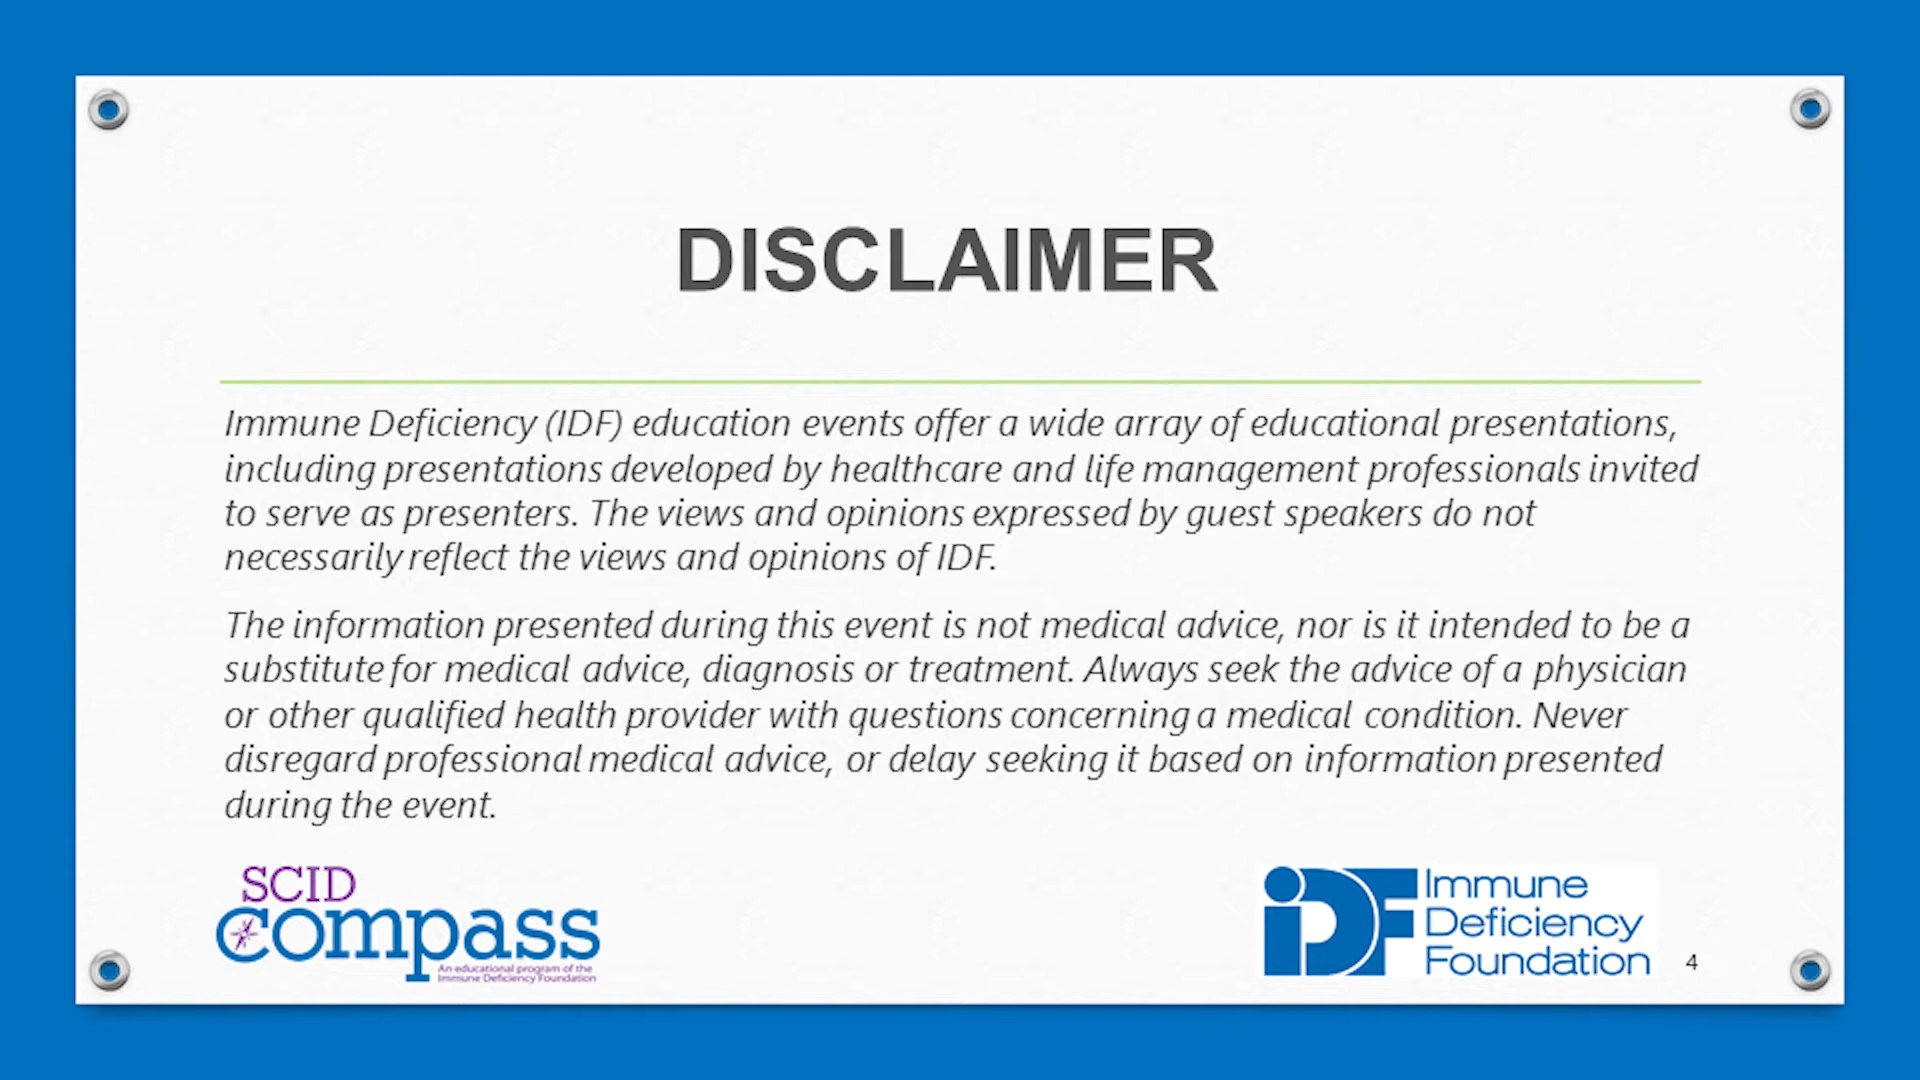 DISCLAIMER
Immune Deficiency (IDF) education events offer a wide array of educational presentations,
including presentations developed by healthcare and life management professionals invited
to serve as presenters. The views and opinions expressed by guest speakers do not
necessarily reflect the views and opinions of IDF.
The information presented during this event is not medical advice, nor is it intended to be a
substitute for medical advice, diagnosis or treatment. Always seek the advice of a physician
or other qualified health provider with questions concerning a medical condition. Never
disregard professional medical advice, or delay seeking it based on information presented
during the event.
SCID
compass
An educational program of the
Immune Deficiency Foundation
iDF
Immune
Deficiency
Foundation
4